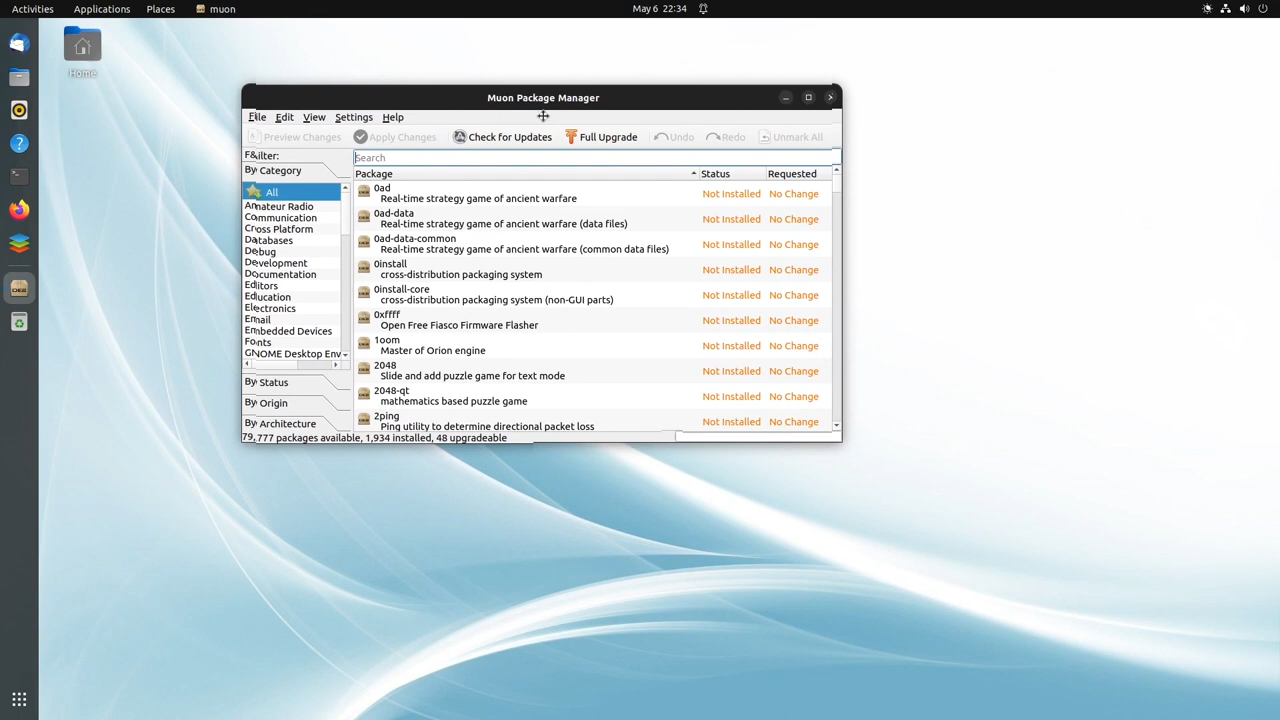 Activities Applications Places muon May 6 22:34
Home
Muon Package Manager
File Edit View Settings Help
Preview Changes Apply Changes Check for Updates Full Upgrade Undo Redo Unmark All
Search
By Category
Package Status Requested
All
0ad Not Installed No Change
Real-time strategy game of ancient warfare
Amateur Radio
0ad-data Not Installed No Change
Communication
Real-time strategy game of ancient warfare (data files)
Cross Platform
0ad-data-common Not Installed No Change
Databases
Real-time strategy game of ancient warfare (common data files)
Debug
0install Not Installed No Change
Development
cross-distribution packaging system
Documentation
Editors
0install-core Not Installed No Change
Education
cross-distribution packaging system (non-GUI parts)
Electronics
0xffff Not Installed No Change
Email
Open Free Fiasco Firmware Flasher
Embedded Devices
1oom Not Installed No Change
Fonts
Master of Orion engine
GNOME Desktop Env
2048 Not Installed No Change
Slide and add puzzle game for text mode
By Status
2048-qt Not Installed No Change
mathematics based puzzle game
By Origin
2ping Not Installed No Change
Ping utility to determine directional packet loss
By Architecture
79,777 packages available, 1,934 installed, 48 upgradeable